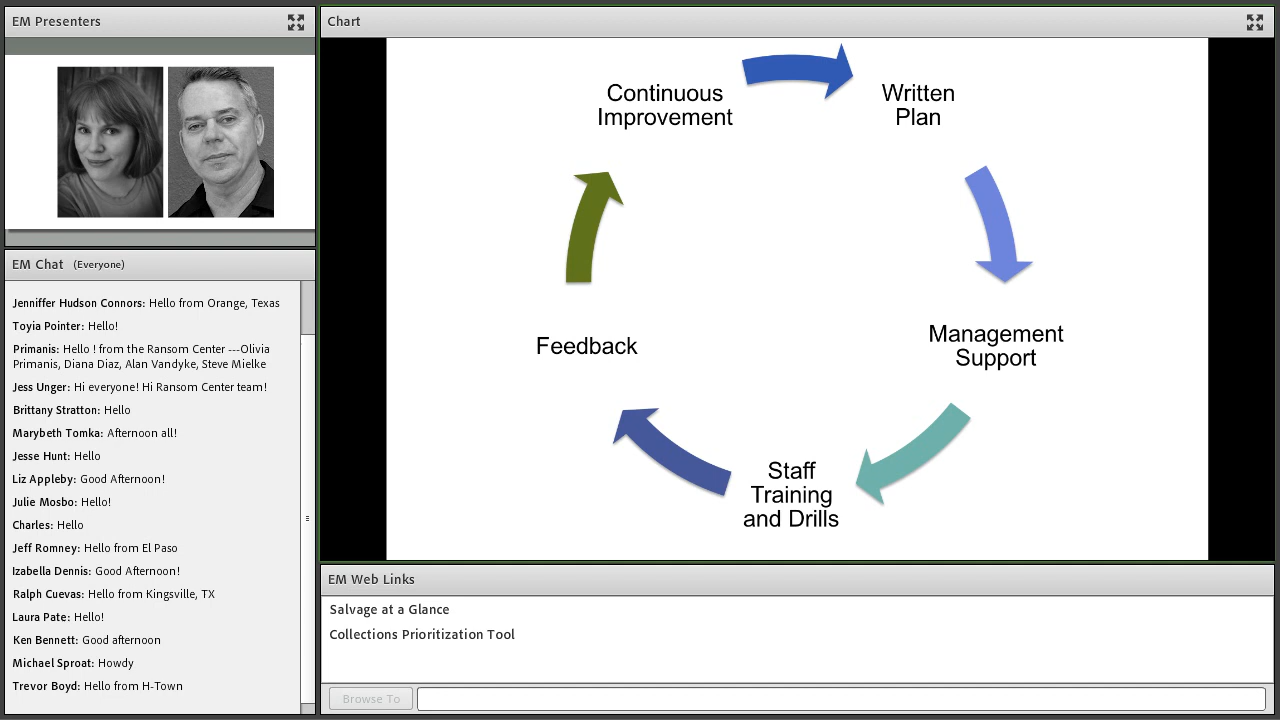 EM Presenters
EM Chat (Everyone)
Jenniffer Hudson Connors: Hello from Orange, Texas
Toyia Pointer: Hello!
Primanis: Hello ! from the Ransom Center ---Olivia
Primanis, Diana Diaz, Alan Vandyke, Steve Mielke
Jess Unger: Hi everyone! Hi Ransom Center team!
Brittany Stratton: Hello
Marybeth Tomka: Afternoon all!
Jesse Hunt: Hello
Liz Appleby: Good Afternoon!
Julie Mosbo: Hello!
Charles: Hello
Jeff Romney: Hello from El Paso
Izabella Dennis: Good Afternoon!
Ralph Cuevas: Hello from Kingsville, TX
Laura Pate: Hello!
Ken Bennett: Good afternoon
Michael Sproat: Howdy
Trevor Boyd: Hello from H-Town
Chart
Continuous
Improvement
Written
Plan
Management
Support
Staff
Training
and Drills
Feedback
EM Web Links
Salvage at a Glance
Collections Prioritization Tool
Browse To